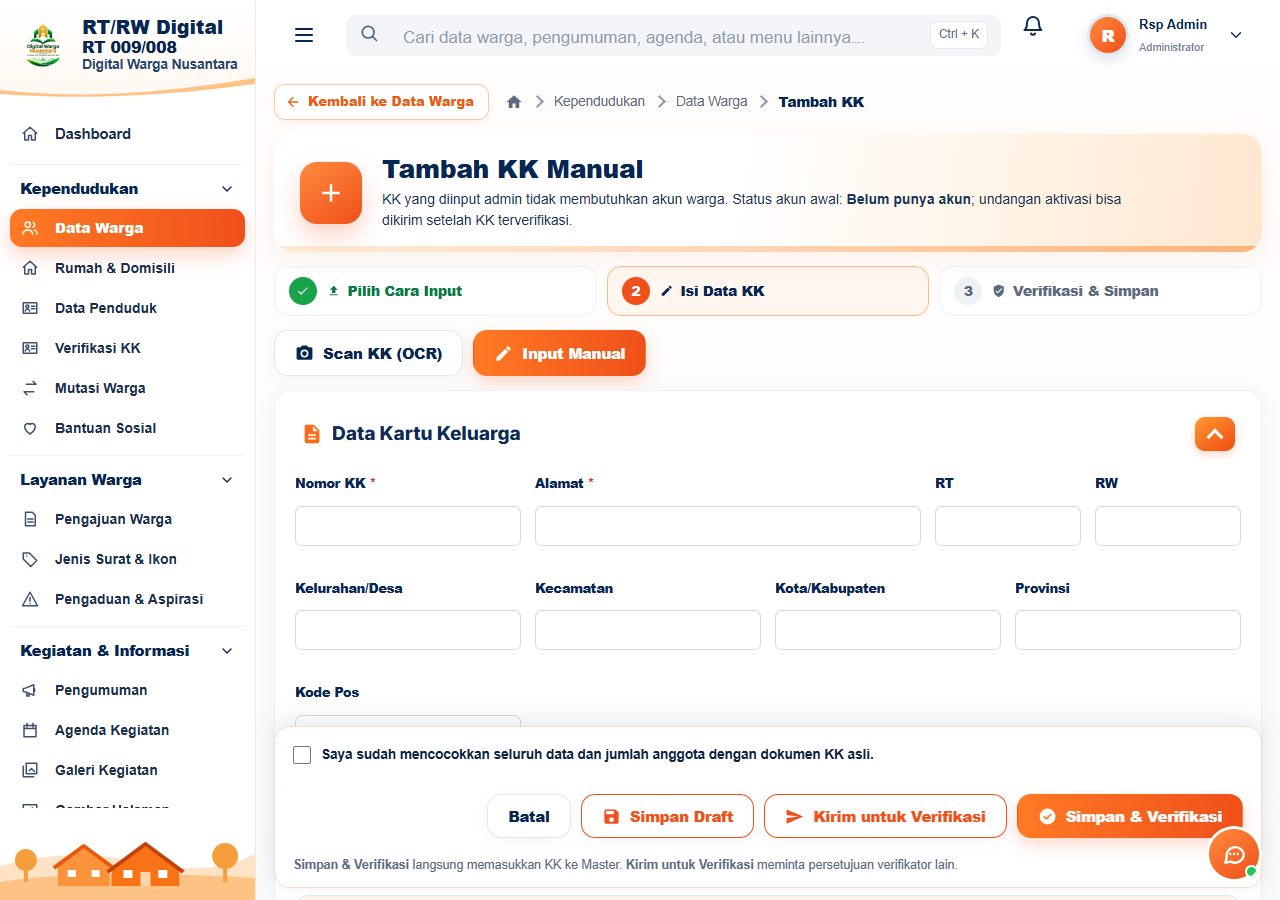 RT/RW Digital
RT 009/008
Digital Warga Nusantara
Digital Warga
Nusantara
Cari data warga, pengumuman, agenda, atau menu lainnya...
Ctrl + K
R
Rsp Admin
Administrator
Dashboard
Kependudukan
Data Warga
Rumah & Domisili
Data Penduduk
Verifikasi KK
Mutasi Warga
Bantuan Sosial
Layanan Warga
Pengajuan Warga
Jenis Surat & Ikon
Pengaduan & Aspirasi
Kegiatan & Informasi
Pengumuman
Agenda Kegiatan
Galeri Kegiatan
Kembali ke Data Warga
Kependudukan
Data Warga
Tambah KK
Tambah KK Manual
KK yang diinput admin tidak membutuhkan akun warga. Status akun awal: Belum punya akun; undangan aktivasi bisa
dikirim setelah KK terverifikasi.
Pilih Cara Input
2 Isi Data KK
3 Verifikasi & Simpan
Scan KK (OCR)
Input Manual
Data Kartu Keluarga
Nomor KK *
Alamat *
RT
RW
Kelurahan/Desa
Kecamatan
Kota/Kabupaten
Provinsi
Kode Pos
Saya sudah mencocokkan seluruh data dan jumlah anggota dengan dokumen KK asli.
Batal
Simpan Draft
Kirim untuk Verifikasi
Simpan & Verifikasi
Simpan & Verifikasi langsung memasukkan KK ke Master. Kirim untuk Verifikasi meminta persetujuan verifikator lain.